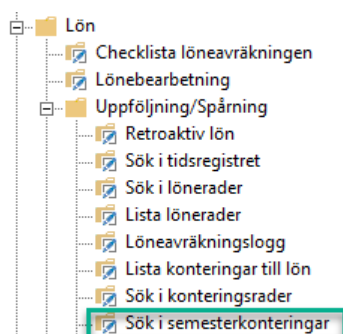 Lön
Checklista löneavräkningen
Lönebearbetning
Uppföljning/Spårning
Retroaktiv lön
Sök i tidsregistret
Sök i lönerader
Lista lönerader
Löneavräkningslogg
Lista konteringar till lön
Sök i konteringsrader
Sök i semesterkonteringar